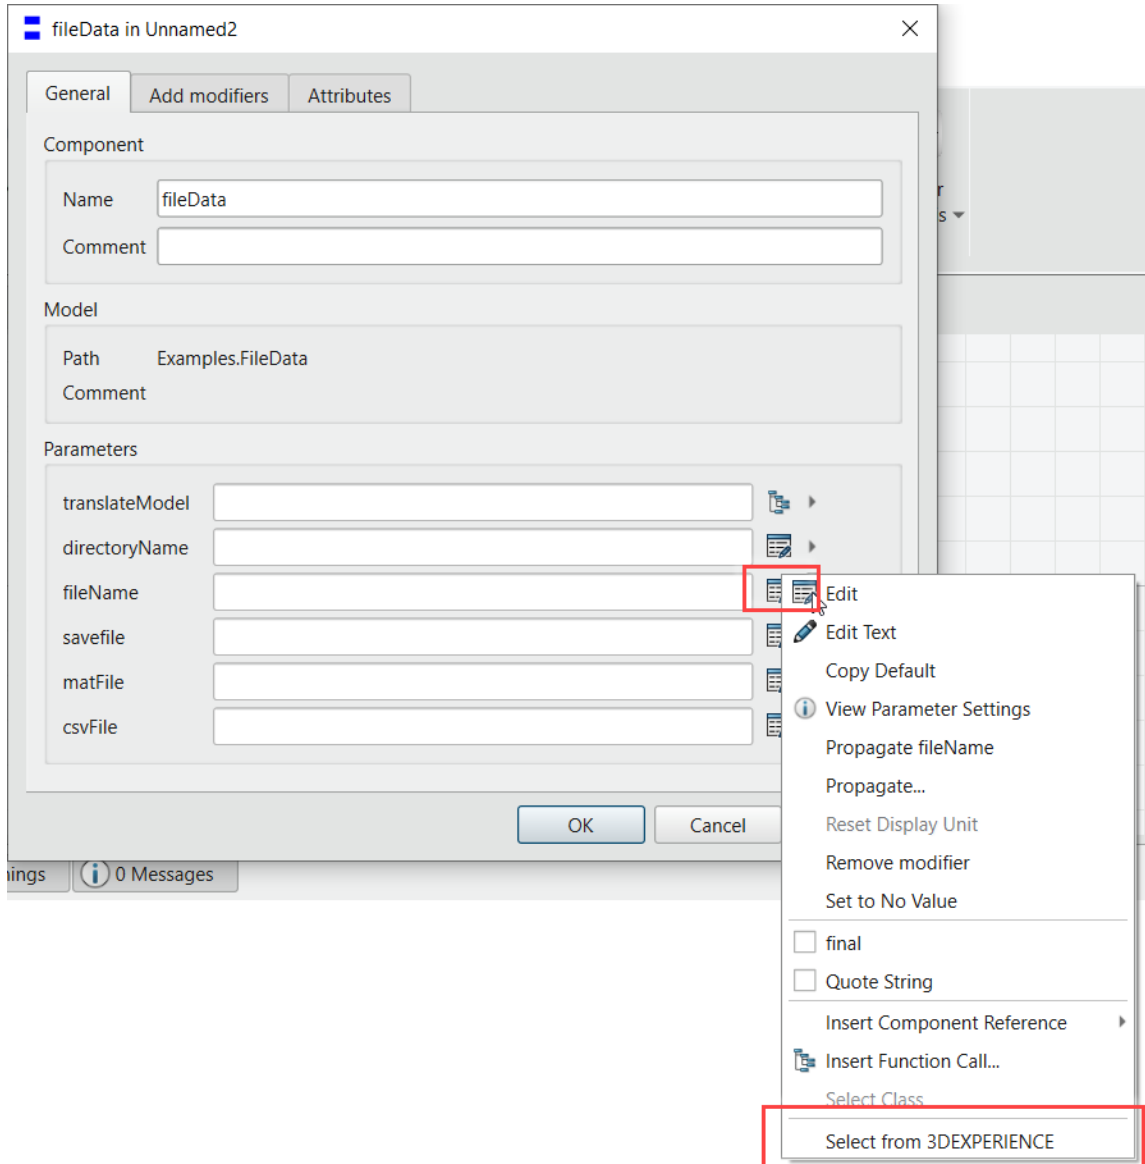 fileData in Unnamed2
General Add modifiers Attributes
Component
Name fileData
Comment
Model
Path Examples.FileData
Comment
Parameters
translateModel
directoryName
fileName
savefile
matFile
csvFile
OK Cancel
0 Messages
Edit
Edit Text
Copy Default
View Parameter Settings
Propagate fileName
Propagate...
Reset Display Unit
Remove modifier
Set to No Value
final
Quote String
Insert Component Reference
Insert Function Call...
Select Class
Select from 3DEXPERIENCE